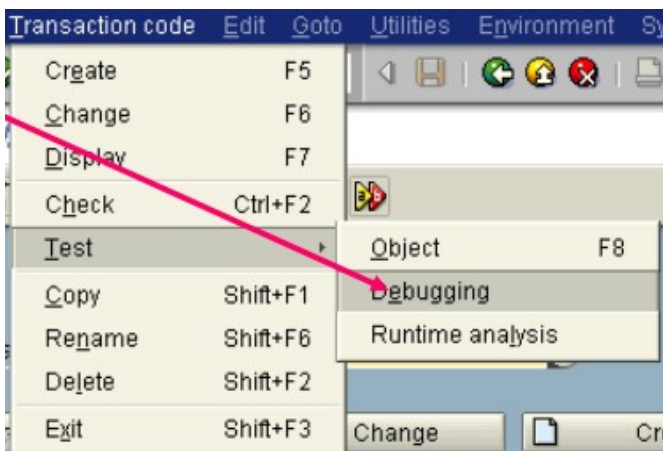 Transaction code Edit Goto Utilities Environment
Create F5
Change F6
Display F7
Check Ctrl+F2
Test
Object F8
Debugging
Runtime analysis
Copy Shift+F1
Rename Shift+F6
Delete Shift+F2
Exit Shift+F3
Change